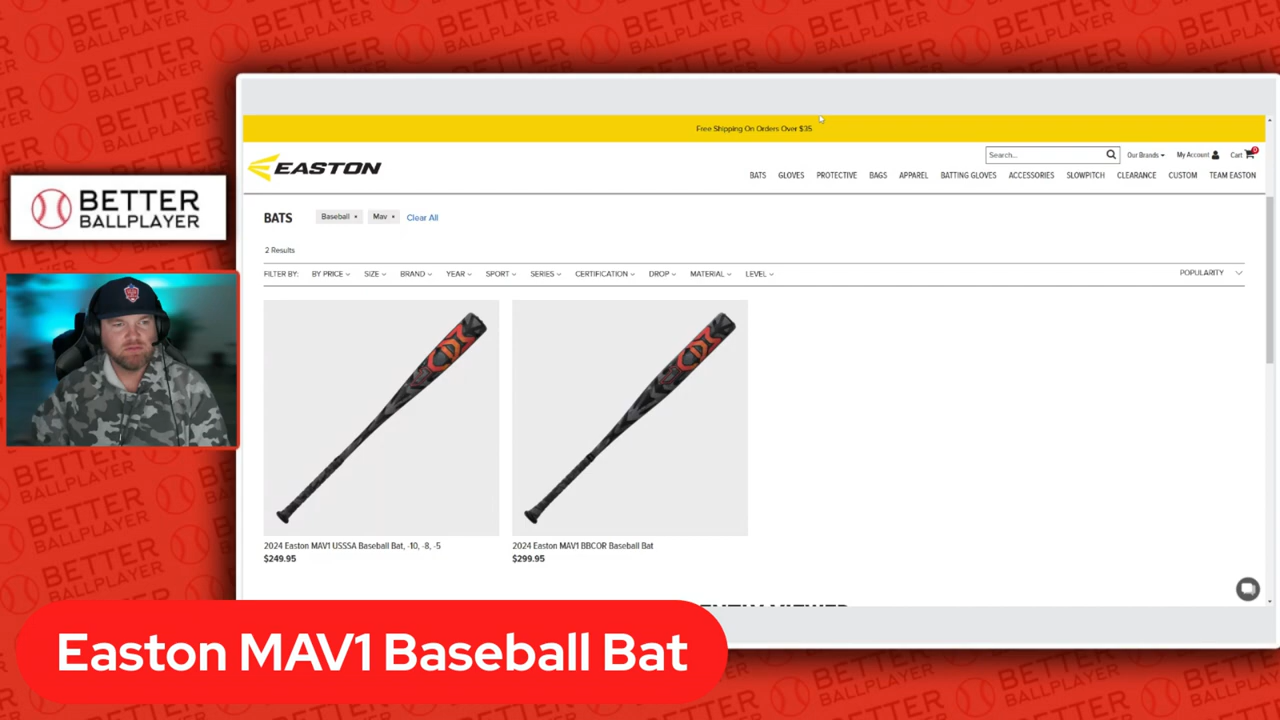 Free Shipping On Orders Over $35
EASTON
Search...
Our Brands
My Account
Cart
0
BATS GLOVES PROTECTIVE BAGS APPAREL BATTING GLOVES ACCESSORIES SLOWPITCH CLEARANCE CUSTOM TEAM EASTON
BETTER
BALLPLAYER
BATS
Baseball
Mav
Clear All
2 Results
FILTER BY: BY PRICE SIZE BRAND YEAR SPORT SERIES CERTIFICATION DROP MATERIAL LEVEL
POPULARITY
2024 Easton MAV1 USSSA Baseball Bat, -10, -8, -5
$249.95
2024 Easton MAV1 BBCOR Baseball Bat
$299.95
Easton MAV1 Baseball Bat